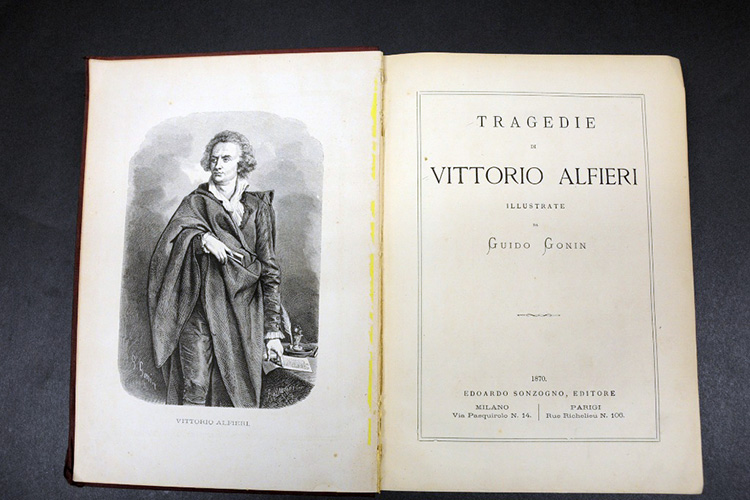 VITTORIO ALFIERI.
TRAGEDIE
DI
VITTORIO ALFIERI
ILLUSTRATE
DA
GUIDO GONIN
1870.
EDOARDO SONZOGNO, EDITORE
MILANO
Via Pasquirolo N. 14.
PARIGI
Rue Richelieu N. 106.